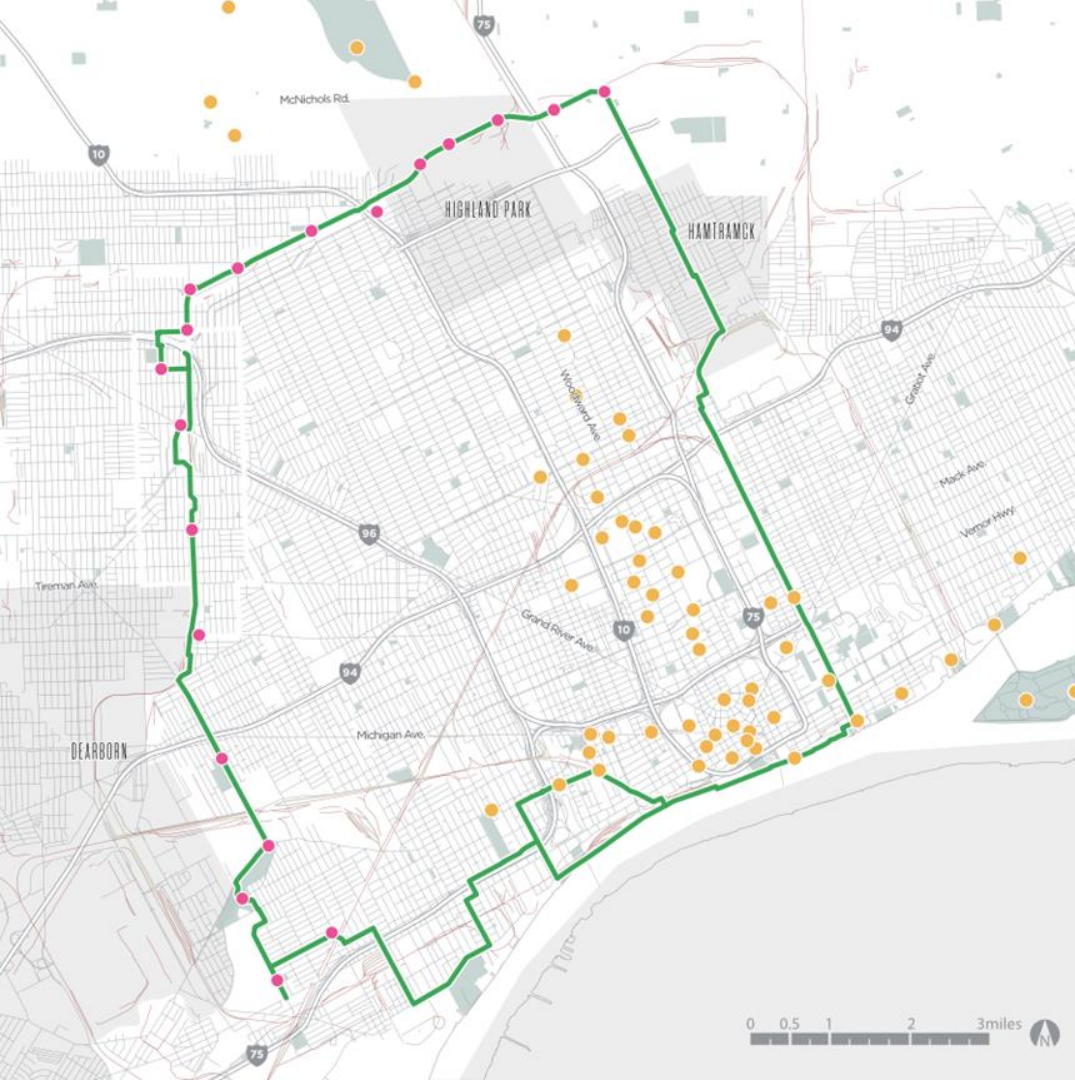 75
McNichols Rd.
10
HIGHLAND PARK
HAMTRAMCK
94
Woodward Ave.
Gratiot Ave.
Mack Ave.
Vernor Hwy.
96
Tireman Ave.
Grand River Ave.
10
75
94
Michigan Ave.
DEARBORN
0 0.5 1 2 3miles
N
75